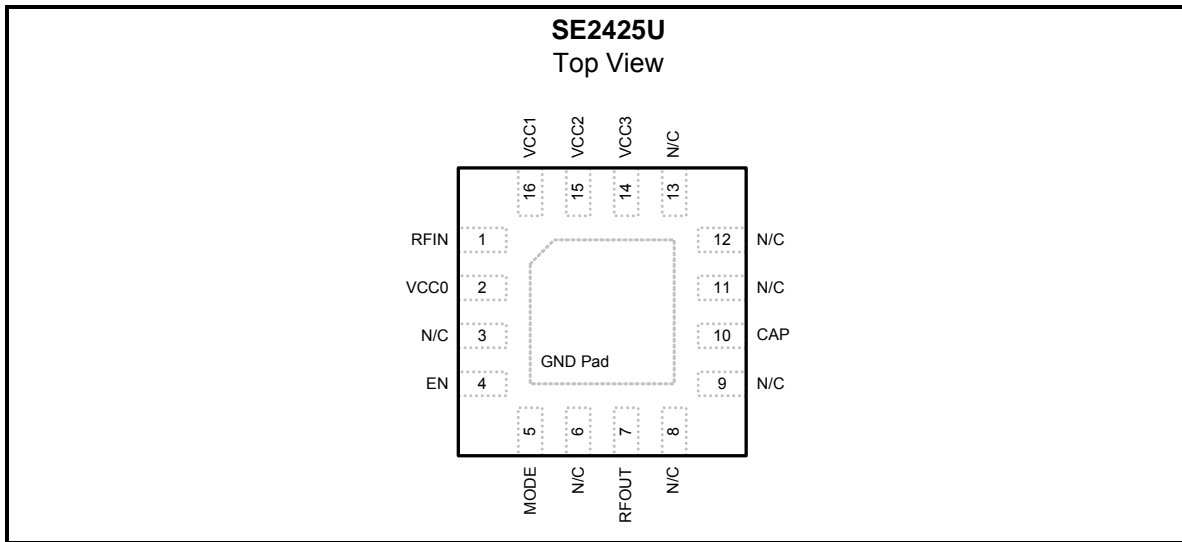 SE2425U
Top View
VCC1
VCC2
VCC3
N/C
16
15
14
13
RFIN 1
12 N/C
VCC0 2
11 N/C
N/C 3
10 CAP
EN 4
9 N/C
GND Pad
5
6
7
8
MODE
N/C
RFOUT
N/C